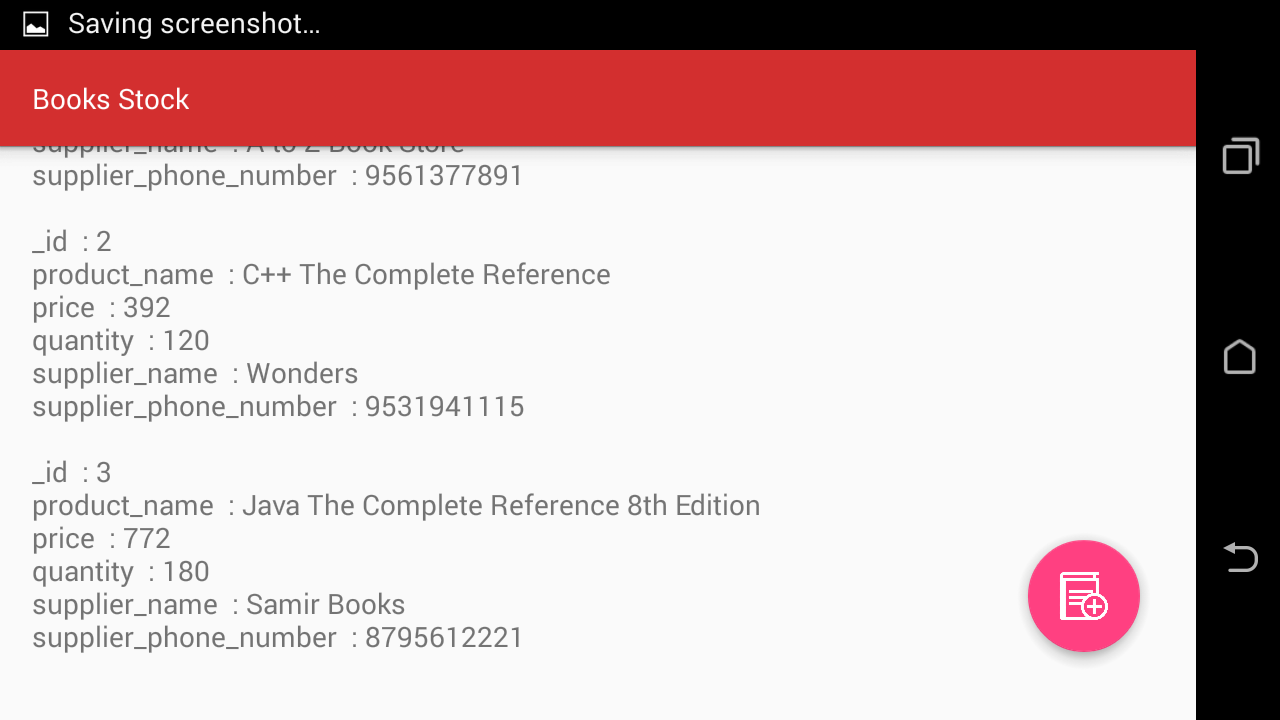 Saving screenshot...
Books Stock
supplier_name : A to Z Book Store
supplier_phone_number : 9561377891
_id : 2
product_name : C++ The Complete Reference
price : 392
quantity : 120
supplier_name : Wonders
supplier_phone_number : 9531941115
_id : 3
product_name : Java The Complete Reference 8th Edition
price : 772
quantity : 180
supplier_name : Samir Books
supplier_phone_number : 8795612221